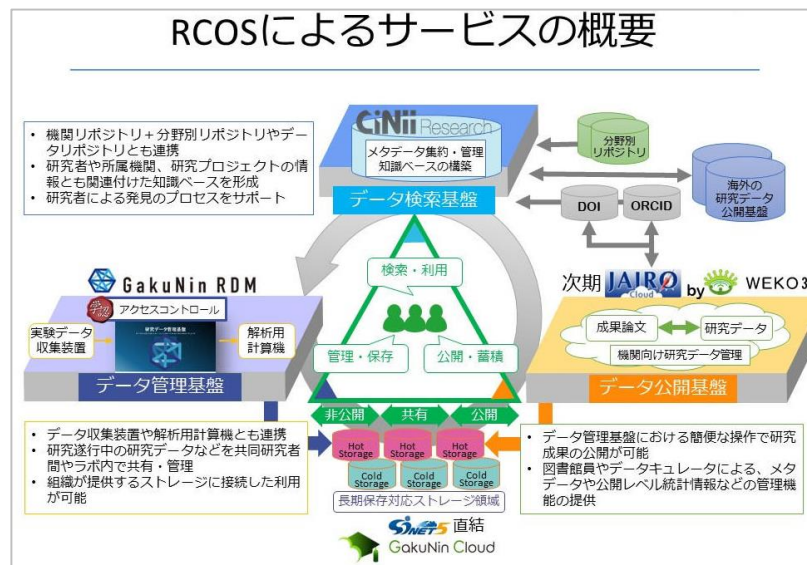 RCOSによるサービスの概要
• 機関リポジトリ+分野別リポジトリやデー
タリポジトリとも連携
• 研究者や所属機関、研究プロジェクトの情
報とも関連付けた知識ベースを形成
• 研究者による発見のプロセスをサポート
CiNii Research
メタデータ集約・管理
知識ベースの構築
データ検索基盤
分野別
リポジトリ
海外の
研究データ
公開基盤
DOI
ORCID
GakuNin RDM
学認
アクセスコントロール
実験データ
収集装置
研究データ管理基盤
解析用
計算機
データ管理基盤
検索・利用
管理・保存
公開・蓄積
次期 JAIRO Cloud by WEKO3
成果論文
研究データ
機関向け研究データ管理
データ公開基盤
非公開
共有
公開
Hot Storage
Hot Storage
Hot Storage
Cold Storage
Cold Storage
Cold Storage
長期保存対応ストレージ領域
SINET5 直結
GakuNin Cloud
• データ収集装置や解析用計算機とも連携
• 研究遂行中の研究データなどを共同研究者
間やラボ内で共有・管理
• 組織が提供するストレージに接続した利用
が可能
• データ管理基盤における簡便な操作で研究
成果の公開が可能
• 図書館員やデータキュレータによる、メタ
データや公開レベル統計情報などの管理機
能の提供